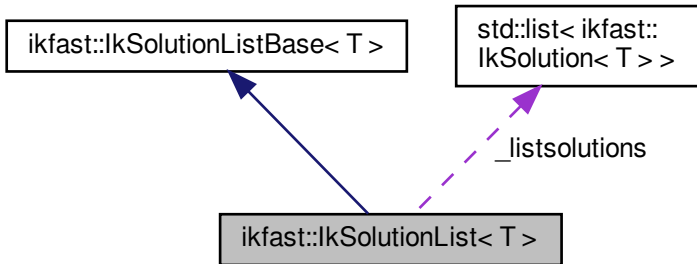 ikfast::IkSolutionListBase< T >
std::list< ikfast::
IkSolution< T > >
_listsolutions
ikfast::IkSolutionList< T >